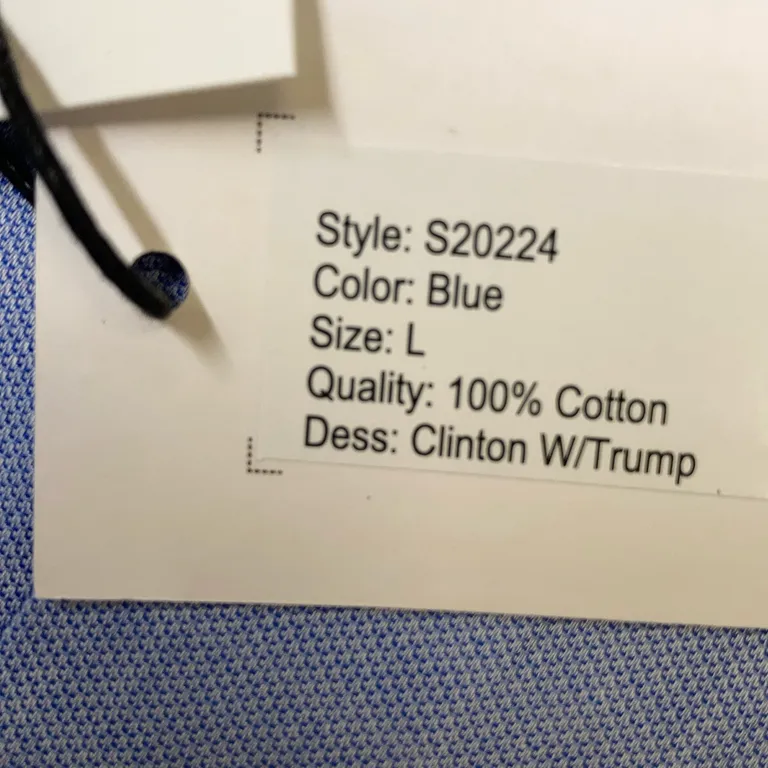 Style: S20224
Color: Blue
Size: L
Quality: 100% Cotton
Dess: Clinton W/Trump